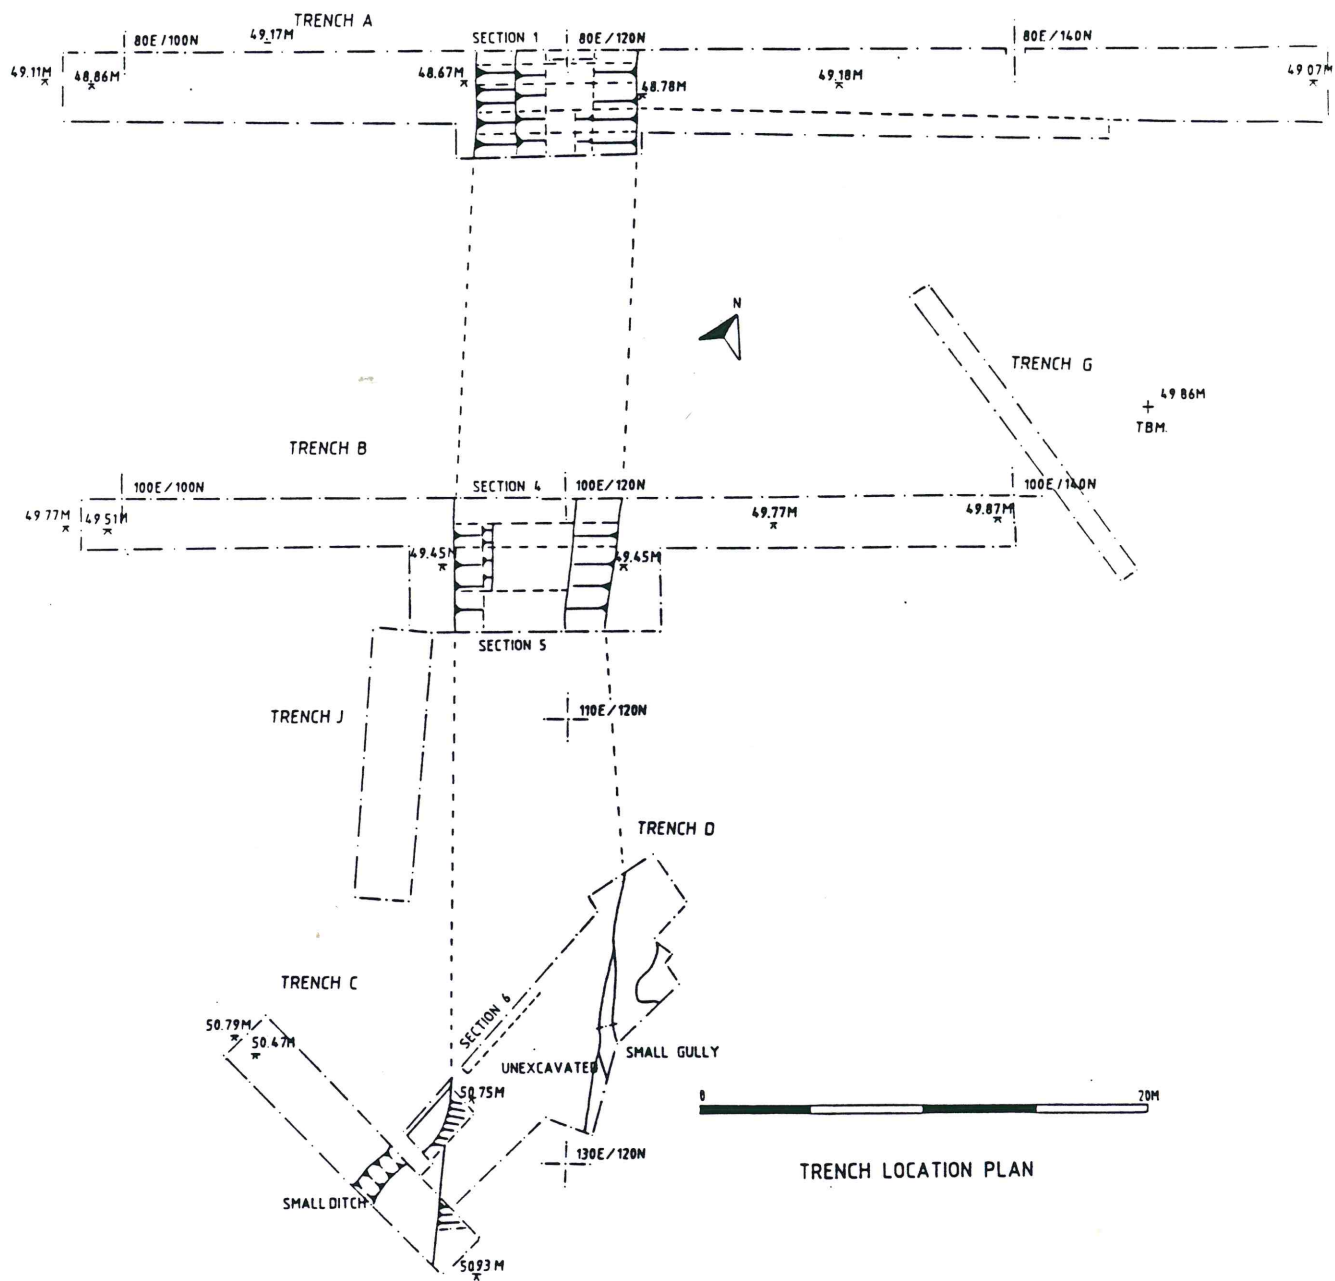 TRENCH A
80E/100N
49.17M
SECTION 1
80E/120N
80E/140N
49.11M
48.86M
48.67M
48.78M
49.18M
49 07M
N
TRENCH G
49 86M
TBM.
TRENCH B
100E/100N
SECTION 4
100E/120N
100E/140N
49.77M
49.51M
49.45M
49.45M
49.77M
49.87M
SECTION 5
TRENCH J
110E/120N
TRENCH D
TRENCH C
SECTION 6
50.79M
50.47M
UNEXCAVATED
SMALL GULLY
50.75M
0
20M
130E/120N
TRENCH LOCATION PLAN
SMALL DITCH
50.93 M